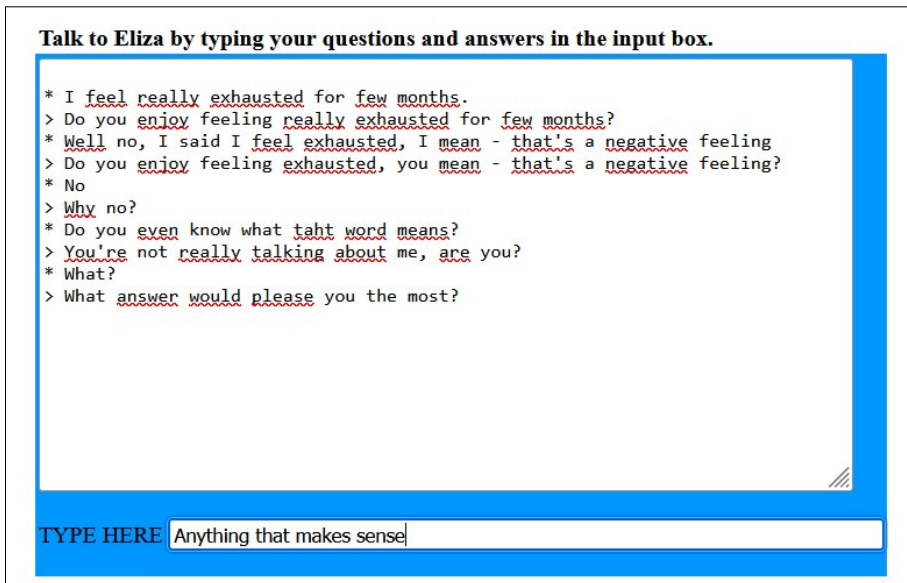 Talk to Eliza by typing your questions and answers in the input box.
* I feel really exhausted for few months.
> Do you enjoy feeling really exhausted for few months?
* Well no, I said I feel exhausted, I mean - that's a negative feeling
> Do you enjoy feeling exhausted, you mean - that's a negative feeling?
* No
> Why no?
* Do you even know what taht word means?
> You're not really talking about me, are you?
* What?
> What answer would please you the most?
TYPE HERE Anything that makes sense